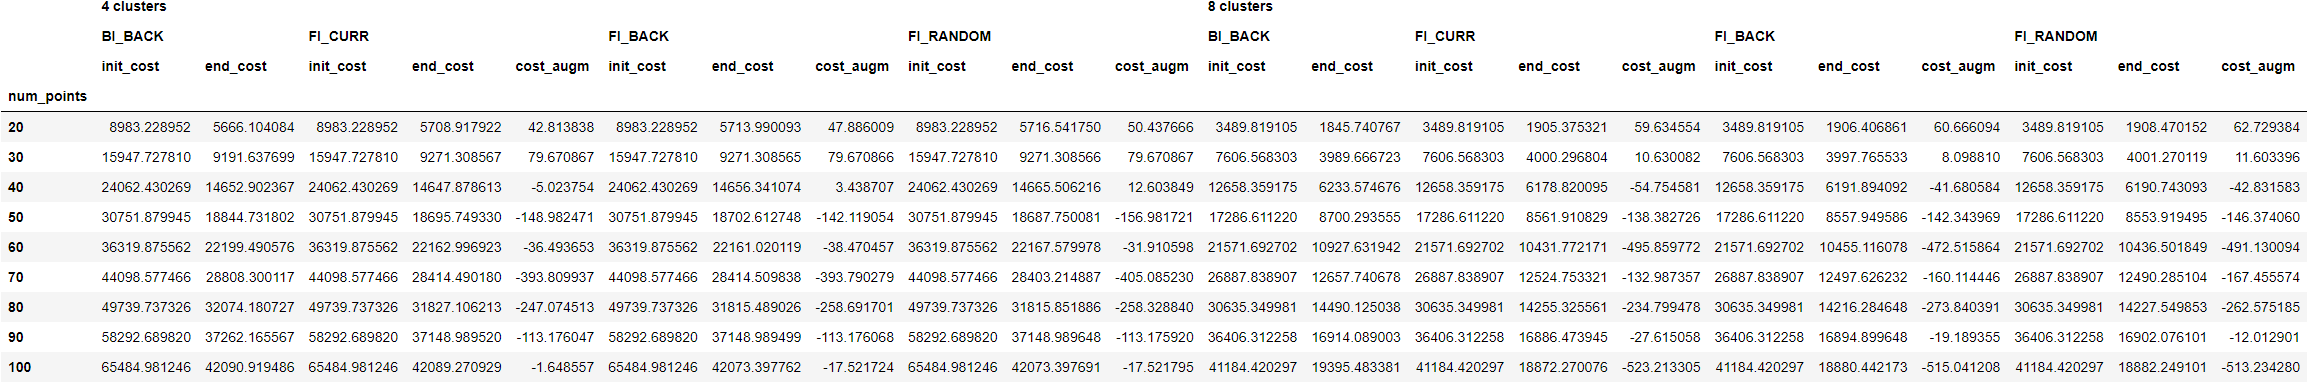 4 clusters 8 clusters
BI_BACK FI_CURR FI_BACK FI_RANDOM BI_BACK FI_CURR FI_BACK FI_RANDOM
init_cost end_cost init_cost end_cost cost_augm init_cost end_cost cost_augm init_cost end_cost cost_augm init_cost end_cost init_cost end_cost cost_augm init_cost end_cost cost_augm init_cost end_cost cost_augm
num_points
20 8983.228952 5666.104084 8983.228952 5708.917922 42.813838 8983.228952 5713.990093 47.886009 8983.228952 5716.541750 50.437666 3489.819105 1845.740767 3489.819105 1905.375321 59.634554 3489.819105 1906.406861 60.666094 3489.819105 1908.470152 62.729384
30 15947.727810 9191.637699 15947.727810 9271.308567 79.670867 15947.727810 9271.308565 79.670866 15947.727810 9271.308566 79.670867 7606.568303 3989.666723 7606.568303 4000.296804 10.630082 7606.568303 3997.765533 8.098810 7606.568303 4001.270119 11.603396
40 24062.430269 14652.902367 24062.430269 14647.878613 -5.023754 24062.430269 14656.341074 3.438707 24062.430269 14665.506216 12.603849 12658.359175 6233.574676 12658.359175 6178.820095 -54.754581 12658.359175 6191.894092 -41.680584 12658.359175 6190.743093 -42.831583
50 30751.879945 18844.731802 30751.879945 18695.749330 -148.982471 30751.879945 18702.612748 -142.119054 30751.879945 18687.750081 -156.981721 17286.611220 8700.293555 17286.611220 8561.910829 -138.382726 17286.611220 8557.949586 -142.343969 17286.611220 8553.919495 -146.374060
60 36319.875562 22199.490576 36319.875562 22162.996923 -36.493653 36319.875562 22161.020119 -38.470457 36319.875562 22167.579978 -31.910598 21571.692702 10927.631942 21571.692702 10431.772171 -495.859772 21571.692702 10455.116078 -472.515864 21571.692702 10436.501849 -491.130094
70 44098.577466 28808.300117 44098.577466 28414.490180 -393.809937 44098.577466 28414.509838 -393.790279 44098.577466 28403.214887 -405.085230 26887.838907 12657.740678 26887.838907 12524.753321 -132.987357 26887.838907 12497.626232 -160.114446 26887.838907 12490.285104 -167.455574
80 49739.737326 32074.180727 49739.737326 31827.106213 -247.074513 49739.737326 31815.489026 -258.691701 49739.737326 31815.851886 -258.328840 30635.349981 14490.125038 30635.349981 14255.325561 -234.799478 30635.349981 14216.284648 -273.840391 30635.349981 14227.549853 -262.575185
90 58292.689820 37262.165567 58292.689820 37148.989520 -113.176047 58292.689820 37148.989499 -113.176068 58292.689820 37148.989648 -113.175920 36406.312258 16914.089003 36406.312258 16886.473945 -27.615058 36406.312258 16894.899648 -19.189355 36406.312258 16902.076101 -12.012901
100 65484.981246 42090.919486 65484.981246 42089.270929 -1.648557 65484.981246 42073.397762 -17.521724 65484.981246 42073.397691 -17.521795 41184.420297 19395.483381 41184.420297 18872.270076 -523.213305 41184.420297 18880.442173 -515.041208 41184.420297 18882.249101 -513.234280